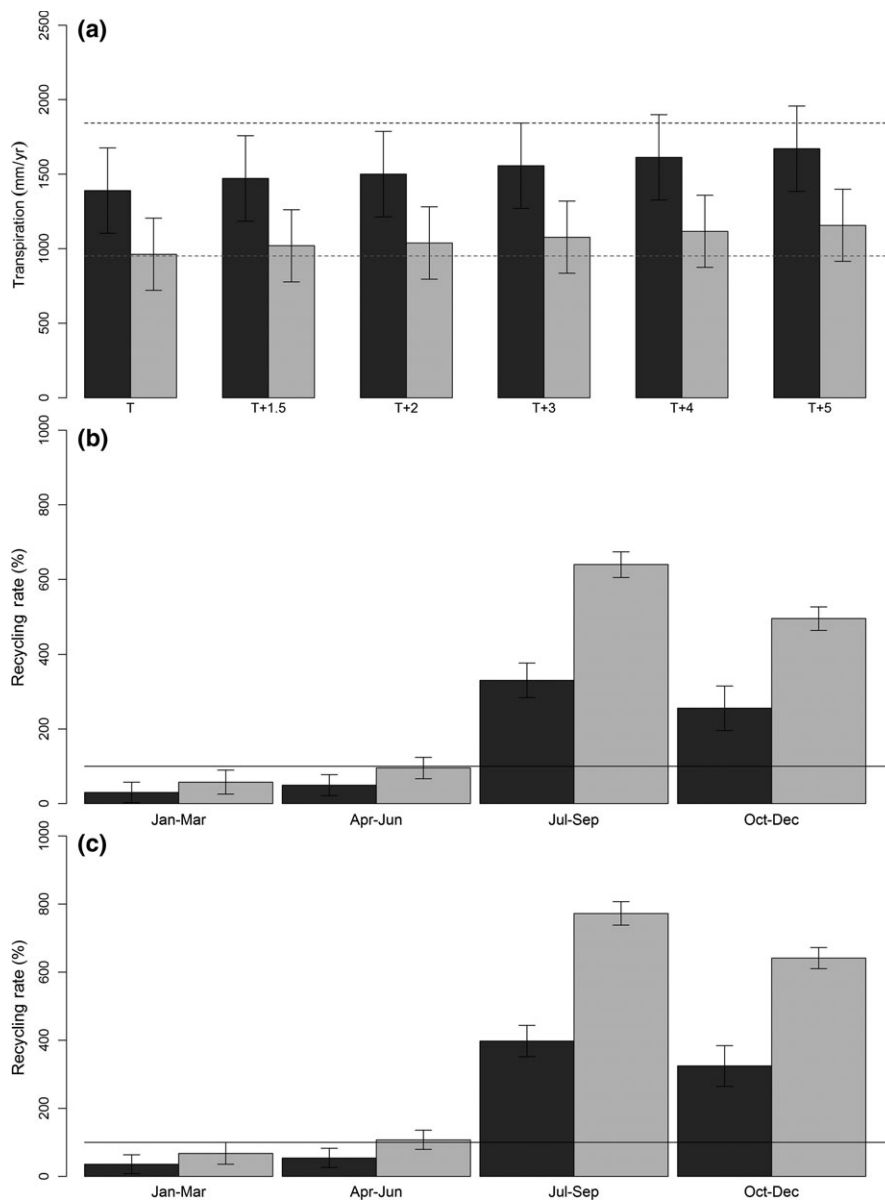 (a)
2500
2000
1500
1000
500
0
Transpiration (mm/yr)
T T+1.5 T+2 T+3 T+4 T+5
(b)
1000
800
600
400
200
0
Recycling rate (%)
Jan-Mar Apr-Jun Jul-Sep Oct-Dec
(c)
1000
800
600
400
200
0
Recycling rate (%)
Jan-Mar Apr-Jun Jul-Sep Oct-Dec